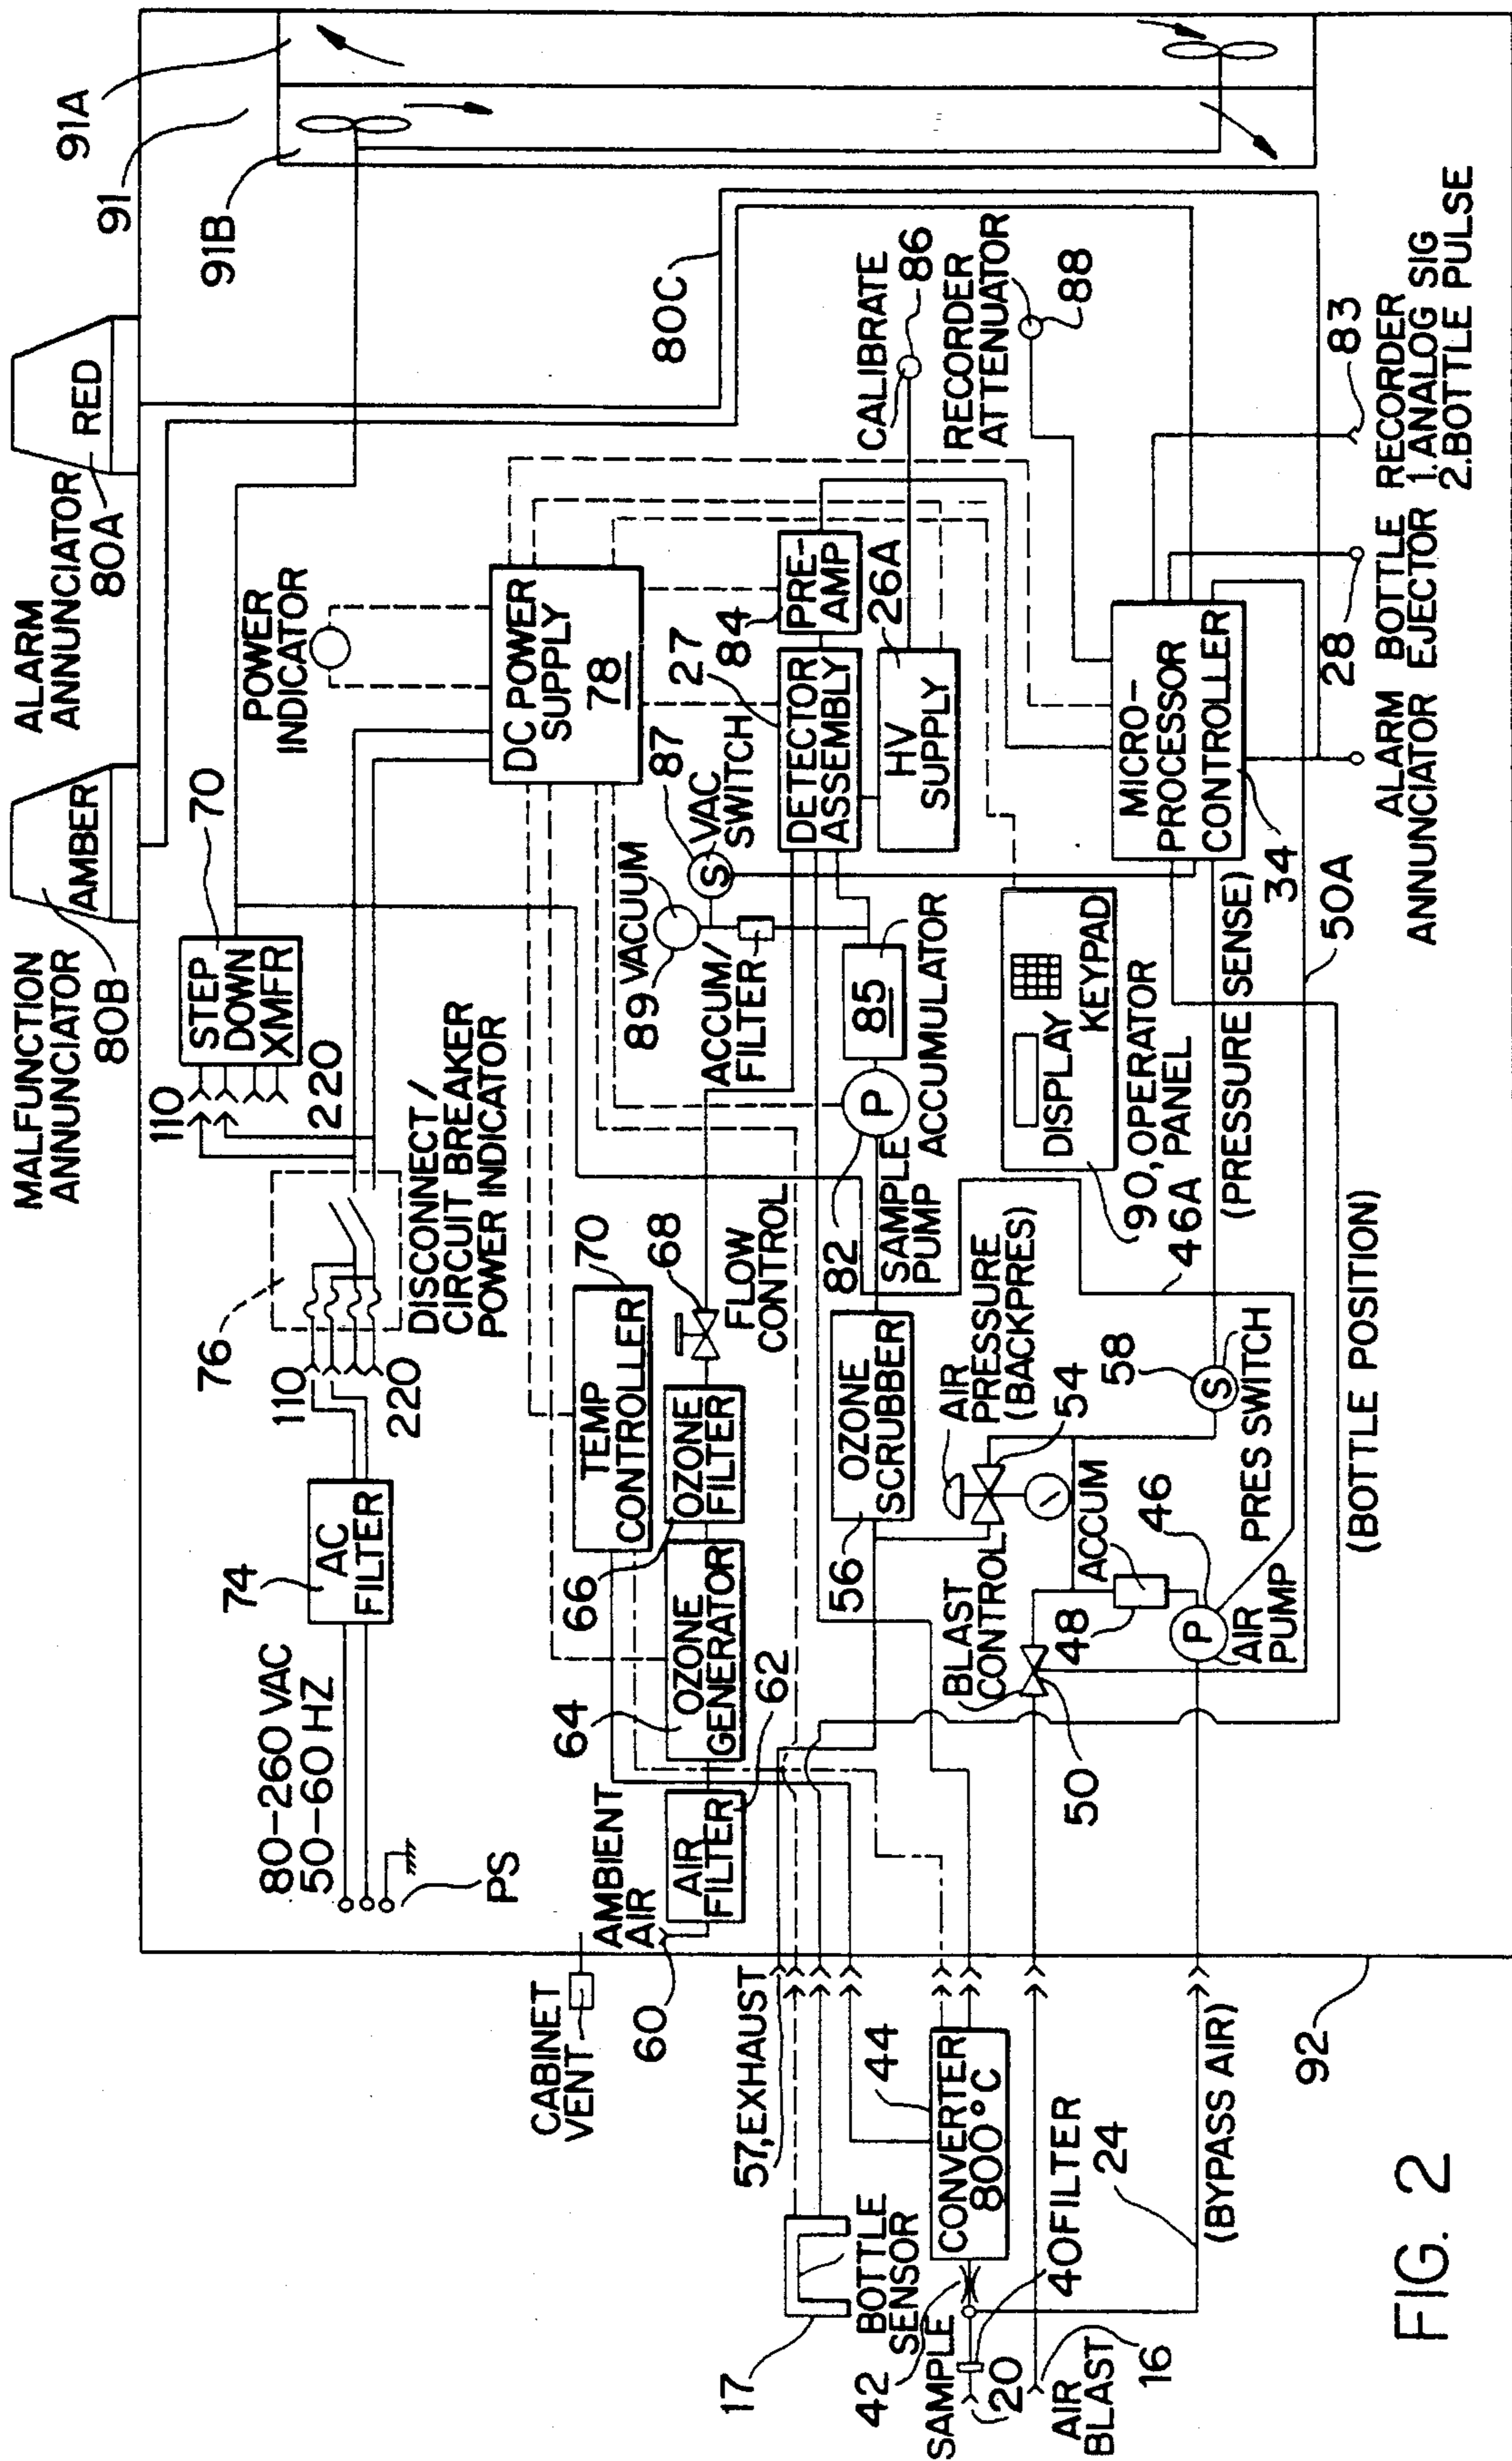 MALFUNCTION
ANNUNCIATOR
80B
AMBER
ALARM
ANNUNCIATOR
80A
RED
91
91A
91B
80-260 VAC
50-60 HZ
PS
74
AC
FILTER
110
220
76
DISCONNECT/
CIRCUIT BREAKER
POWER INDICATOR
110
220
STEP
DOWN
XMFR
70
POWER
INDICATOR
DC POWER
SUPPLY
78
80C
CABINET
VENT
AMBIENT
AIR
60
AIR
FILTER
62
64
OZONE
GENERATOR
66
OZONE
FILTER
TEMP
CONTROLLER
70
68
FLOW
CONTROL
89 VACUUM
ACCUM/
FILTER
87
VAC
SWITCH
S
27
DETECTOR
ASSEMBLY
84
PRE-
AMP
26A
HV
SUPPLY
CALIBRATE
86
RECORDER
ATTENUATOR
88
57, EXHAUST
17
BOTTLE
SENSOR
56
OZONE
SCRUBBER
82
SAMPLE
PUMP
P
85
ACCUMULATOR
DISPLAY
KEYPAD
90, OPERATOR
PANEL
46A
MICRO-
PROCESSOR
CONTROLLER
34
44
CONVERTER
800°C
42
SAMPLE
20
40 FILTER
AIR
BLAST
16
24
(BYPASS AIR)
BLAST
CONTROL
50
AIR
PRESSURE
(BACKPRES)
54
ACCUM
48
46
P
AIR
PUMP
58
S
PRES SWITCH
(PRESSURE SENSE)
50A
(BOTTLE POSITION)
92
28
83
ALARM
ANNUNCIATOR
BOTTLE
EJECTOR
RECORDER
1. ANALOG SIG
2. BOTTLE PULSE
FIG. 2